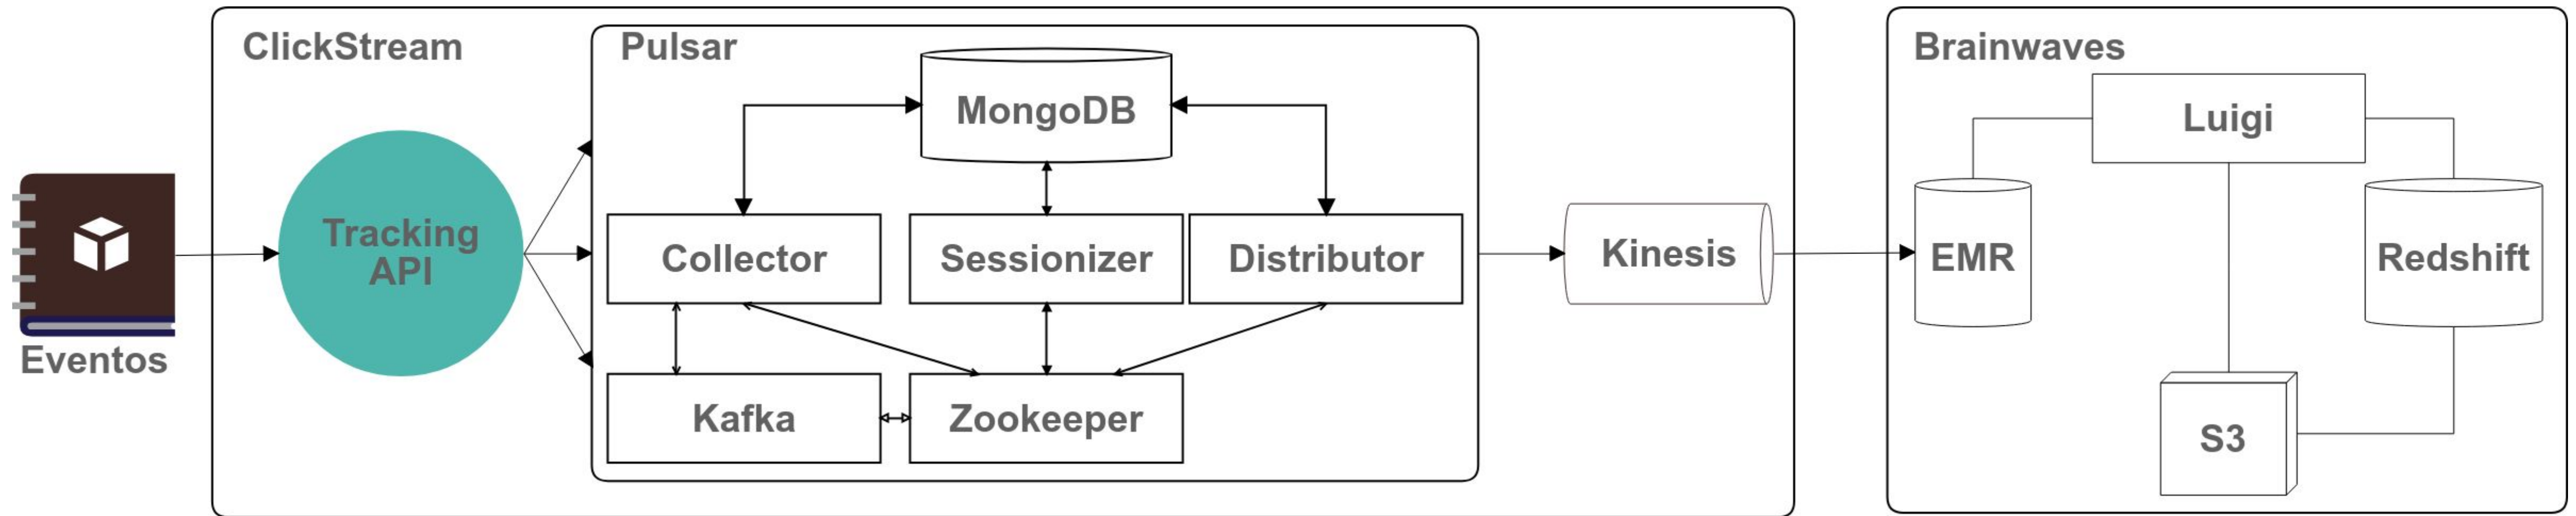 ClickStream
Pulsar
Brainwaves
MongoDB
Luigi
Tracking
API
Collector
Sessionizer
Distributor
Kinesis
EMR
Redshift
Eventos
Kafka
Zookeeper
S3